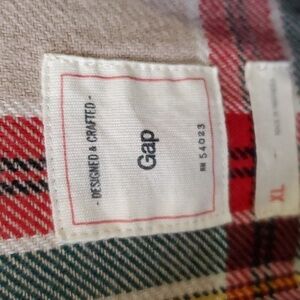 - DESIGNED & CRAFTED -
Gap
RN 54023
XL